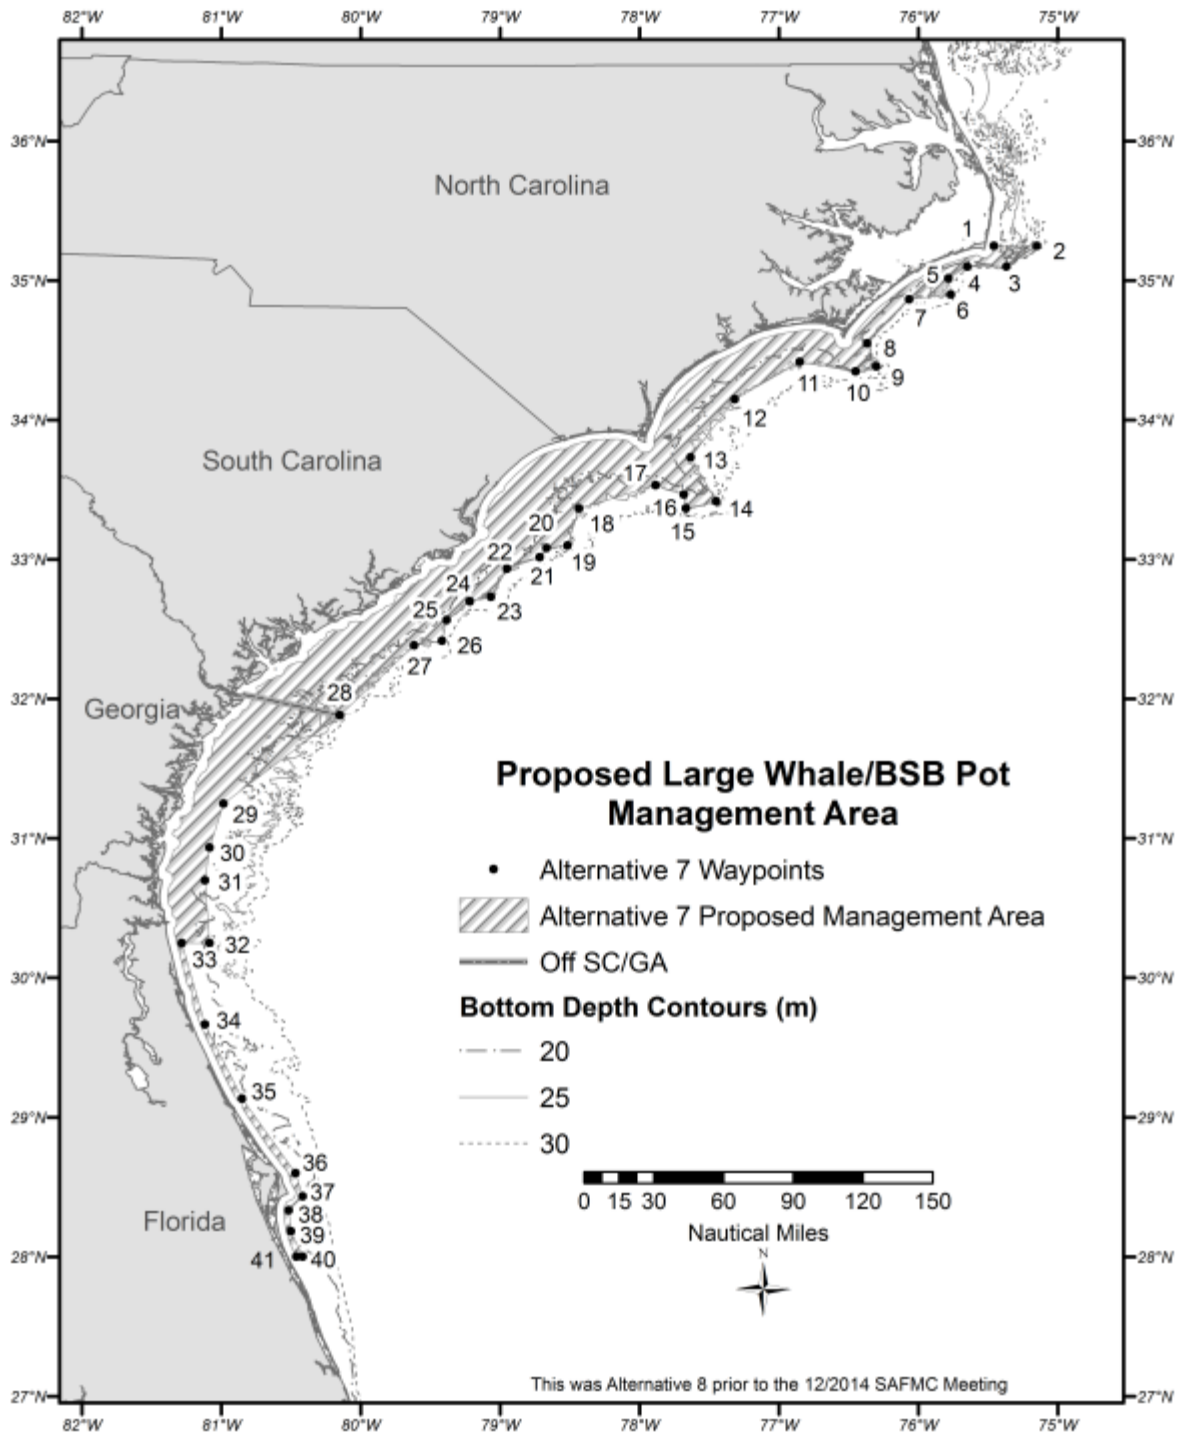 82°W 81°W 80°W 79°W 78°W 77°W 76°W 75°W
36°N 36°N
North Carolina
1
2
35°N 35°N
5 4 3
6
7
8
9
10
11
34°N 34°N
12
South Carolina
13
17
14
16
15
18
20
33°N 33°N
22 19
21
24
23
25
26
27
28
32°N 32°N
Georgia
Proposed Large Whale/BSB Pot
Management Area
29
31°N 31°N
30
Alternative 7 Waypoints
31
Alternative 7 Proposed Management Area
32
33
Off SC/GA
30°N 30°N
Bottom Depth Contours (m)
34
20
35
25
29°N 29°N
30
36
37
0 15 30 60 90 120 150
38
Florida
39
Nautical Miles
41 40
28°N 28°N
N
This was Alternative 8 prior to the 12/2014 SAFMC Meeting
27°N 27°N
82°W 81°W 80°W 79°W 78°W 77°W 76°W 75°W